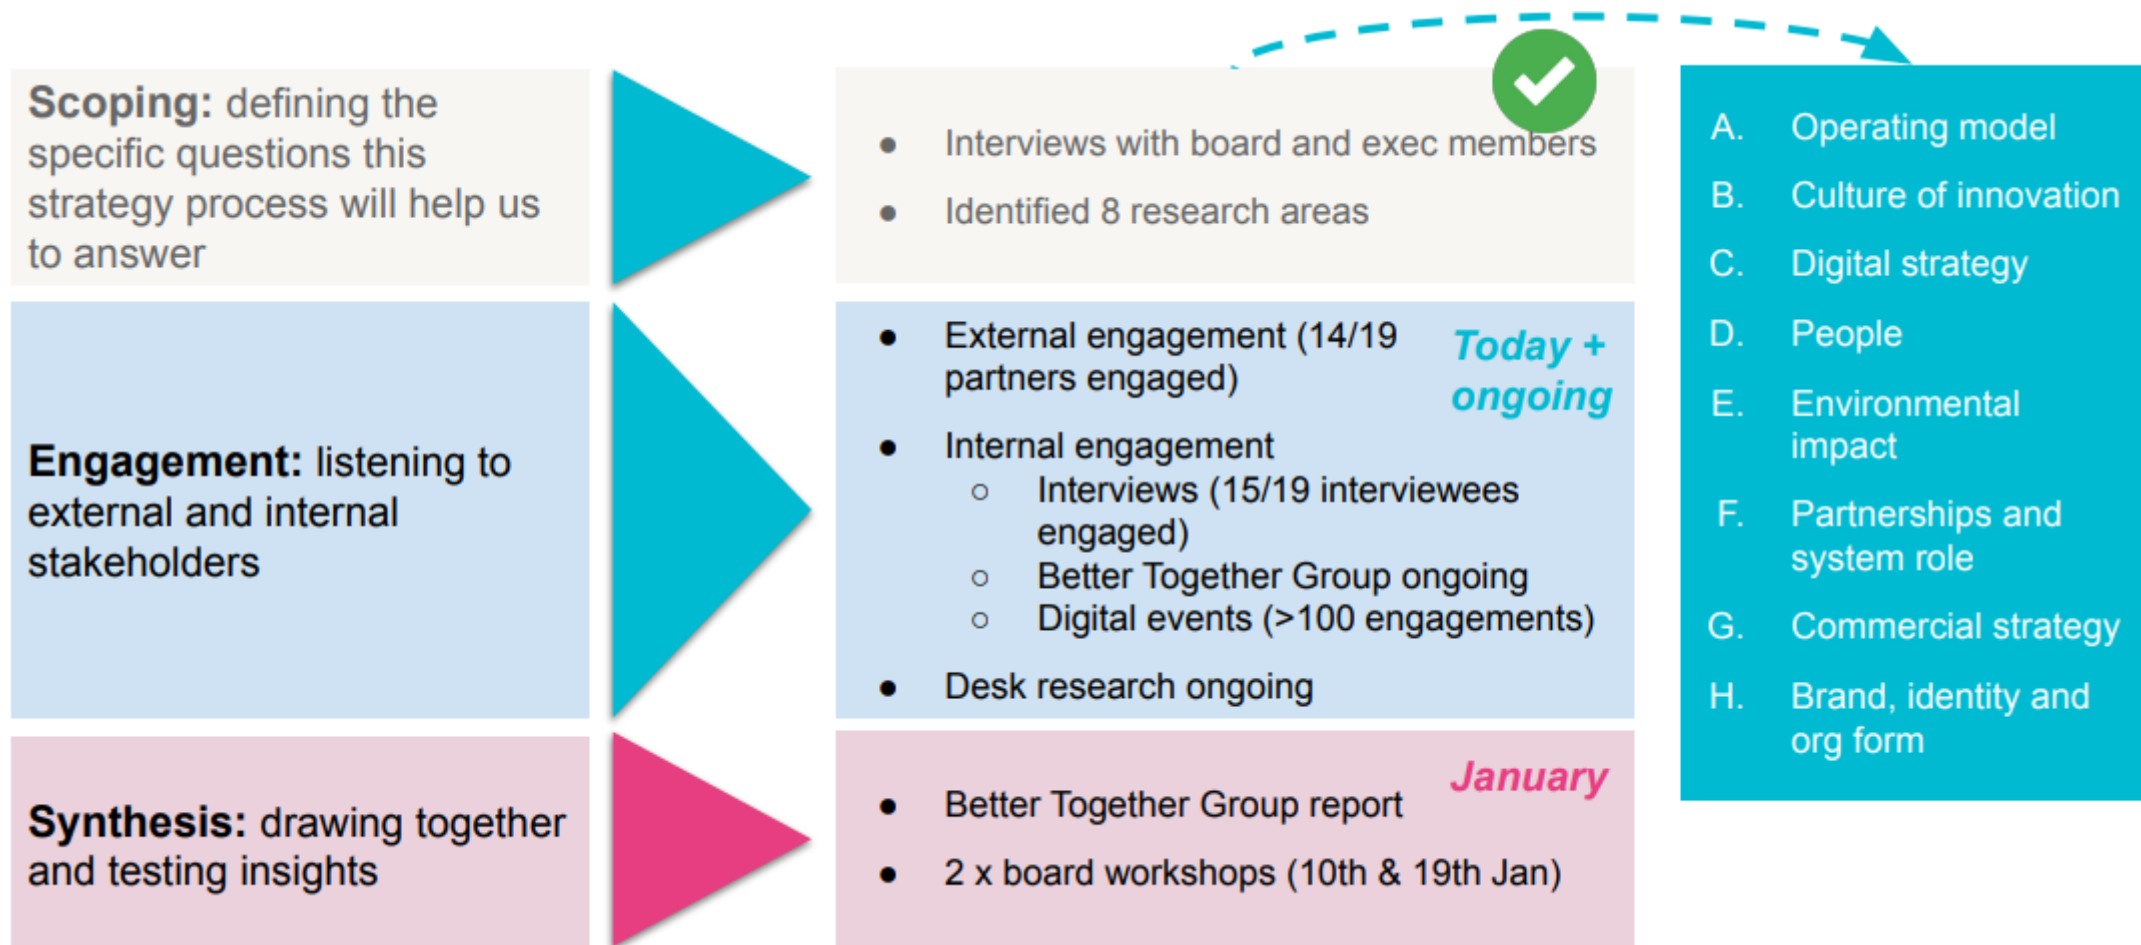 Scoping: defining the
specific questions this
strategy process will help us
to answer
● Interviews with board and exec members
● Identified 8 research areas
Engagement: listening to
external and internal
stakeholders
● External engagement (14/19
partners engaged)
Today +
ongoing
● Internal engagement
○ Interviews (15/19 interviewees
engaged)
○ Better Together Group ongoing
○ Digital events (>100 engagements)
● Desk research ongoing
Synthesis: drawing together
and testing insights
January
● Better Together Group report
● 2 x board workshops (10th & 19th Jan)
A. Operating model
B. Culture of innovation
C. Digital strategy
D. People
E. Environmental
impact
F. Partnerships and
system role
G. Commercial strategy
H. Brand, identity and
org form